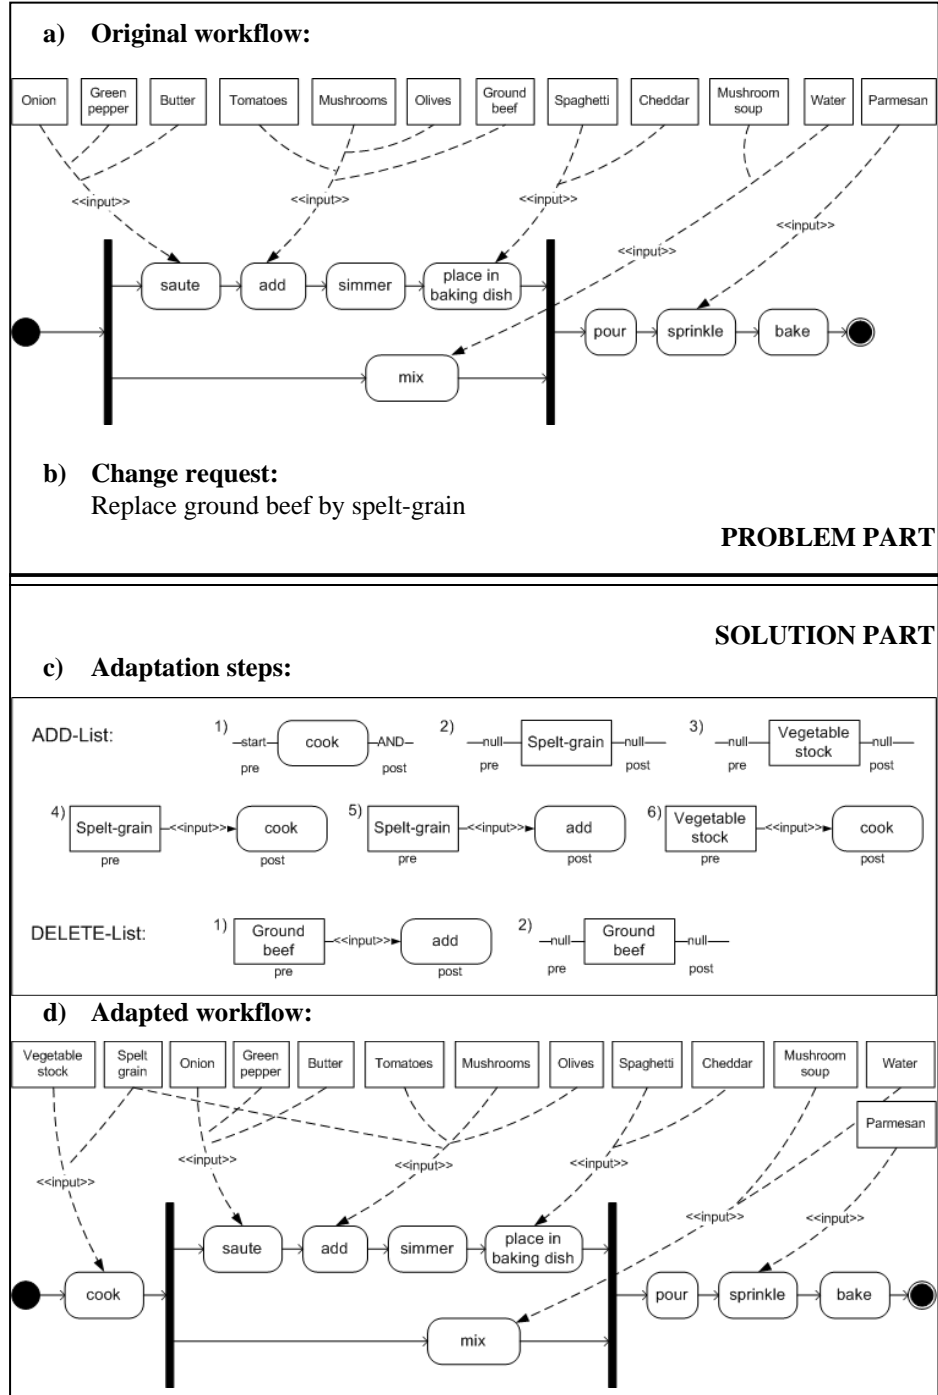 a) Original workflow:
Onion
Green
pepper
Butter
Tomatoes
Mushrooms
Olives
Ground
beef
Spaghetti
Cheddar
Mushroom
soup
Water
Parmesan
<<input>>
<<input>>
<<input>>
<<input>>
<<input>>
saute
add
simmer
place in
baking dish
pour
sprinkle
bake
mix
b) Change request:
Replace ground beef by spelt-grain
PROBLEM PART
SOLUTION PART
c) Adaptation steps:
ADD-List:
1)
start
cook
AND
pre
post
2)
null
Spelt-grain
null
pre
post
3)
null
Vegetable
stock
null
pre
post
4)
Spelt-grain
<<input>>
cook
pre
post
5)
Spelt-grain
<<input>>
add
pre
post
6)
Vegetable
stock
<<input>>
cook
pre
post
DELETE-List:
1)
Ground
beef
<<input>>
add
pre
post
2)
null
Ground
beef
null
pre
post
d) Adapted workflow:
Vegetable
stock
Spelt
grain
Onion
Green
pepper
Butter
Tomatoes
Mushrooms
Olives
Spaghetti
Cheddar
Mushroom
soup
Water
Parmesan
<<input>>
<<input>>
<<input>>
<<input>>
<<input>>
<<input>>
saute
add
simmer
place in
baking dish
cook
pour
sprinkle
bake
mix